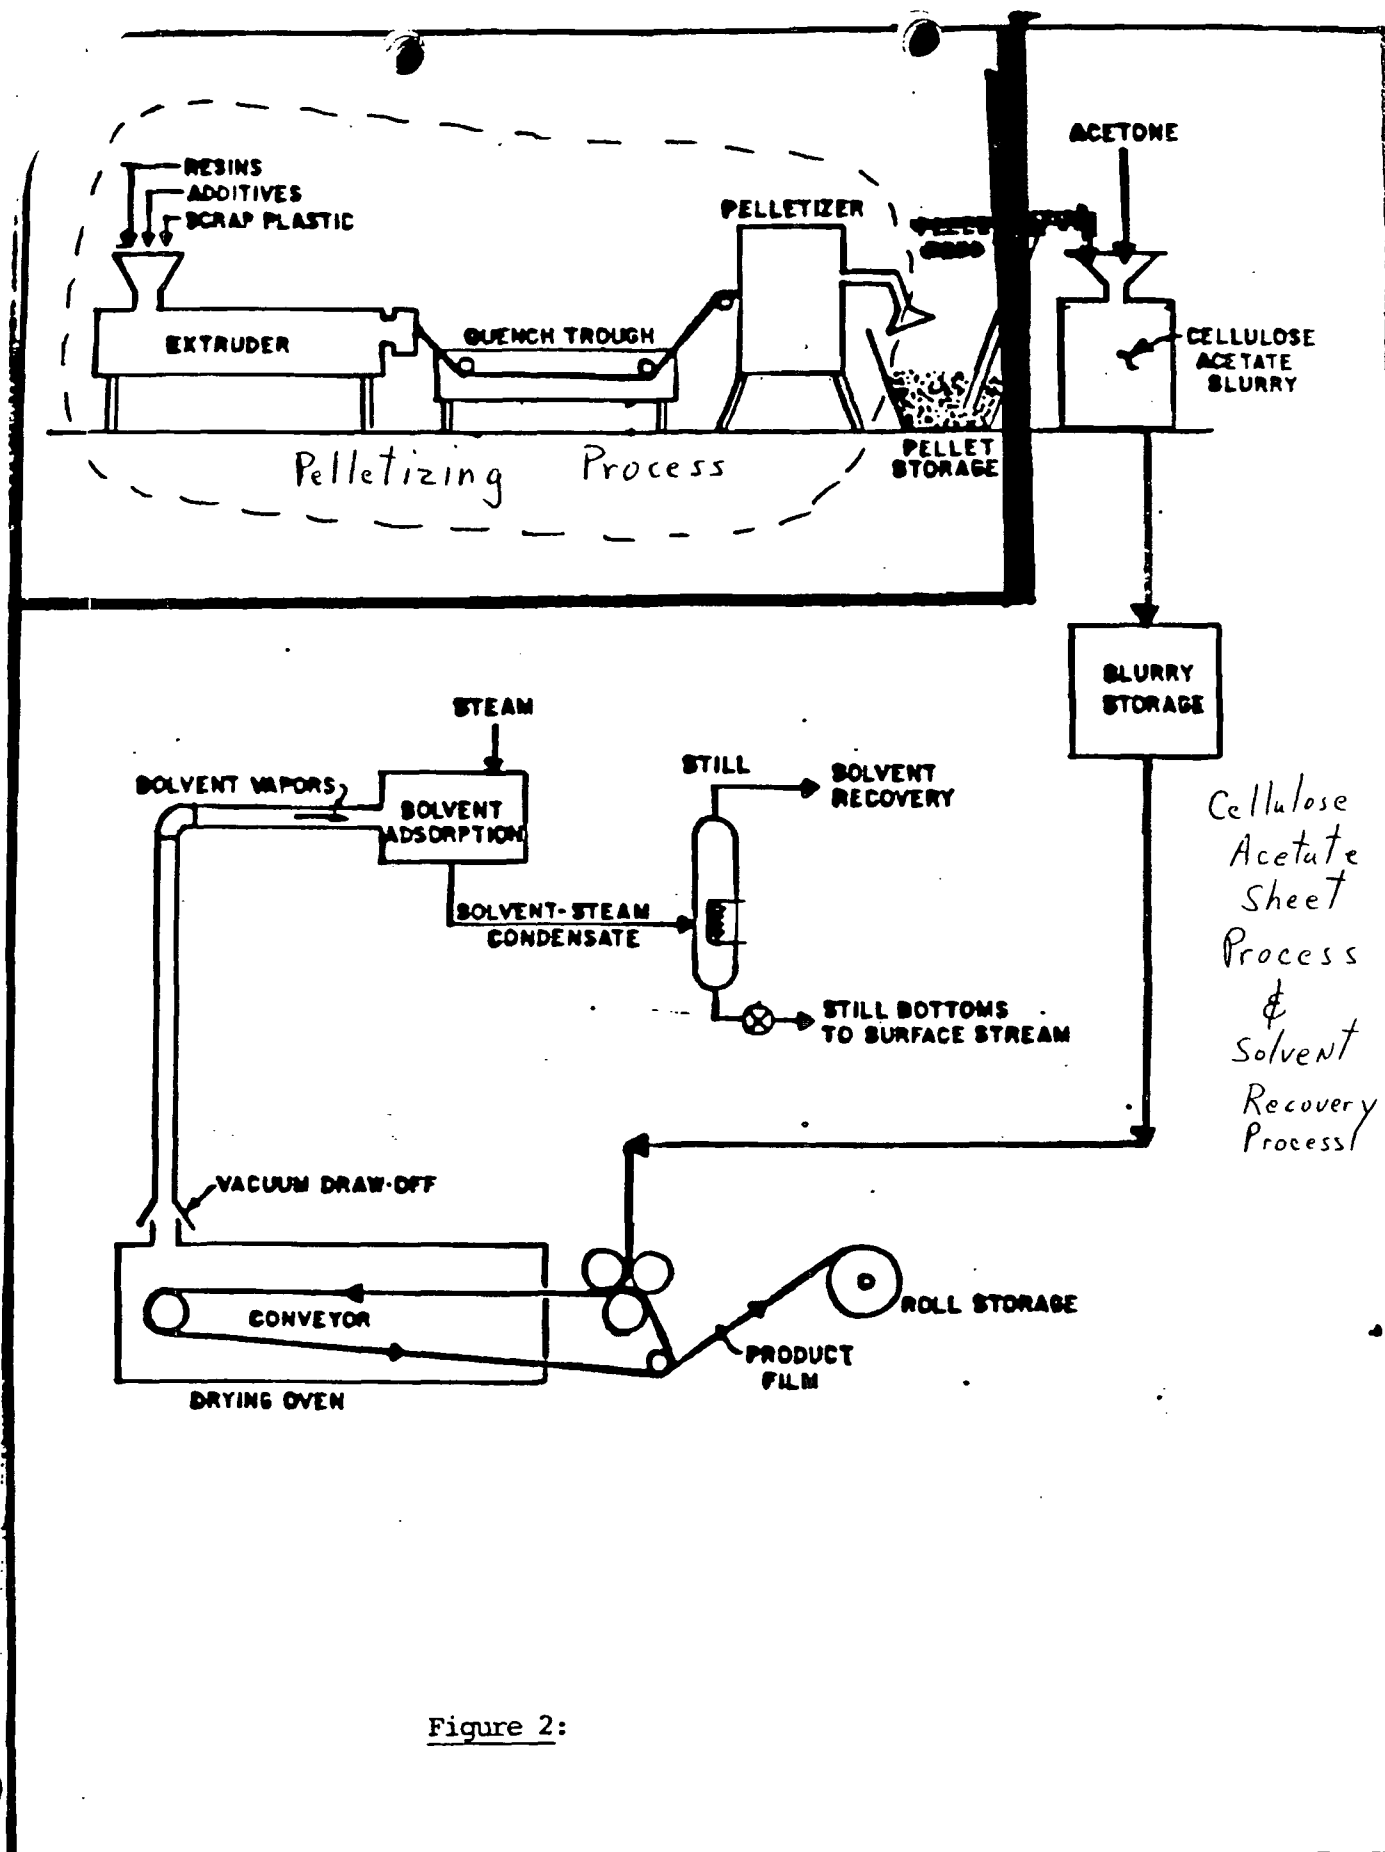 ACETONE
RESINS
ADDITIVES
SCRAP PLASTIC
PELLETIZER
EXTRUDER
QUENCH TROUGH
CELLULOSE
ACETATE
SLURRY
PELLET
STORAGE
Pelletizing Process
SLURRY
STORAGE
STEAM
SOLVENT VAPORS
SOLVENT
ADSORPTION
STILL
SOLVENT
RECOVERY
SOLVENT-STEAM
CONDENSATE
STILL BOTTOMS
TO SURFACE STREAM
Cellulose
Acetate
Sheet
Process
&
Solvent
Recovery
Process
VACUUM DRAW-OFF
CONVEYOR
DRYING OVEN
ROLL STORAGE
PRODUCT
FILM
Figure 2: